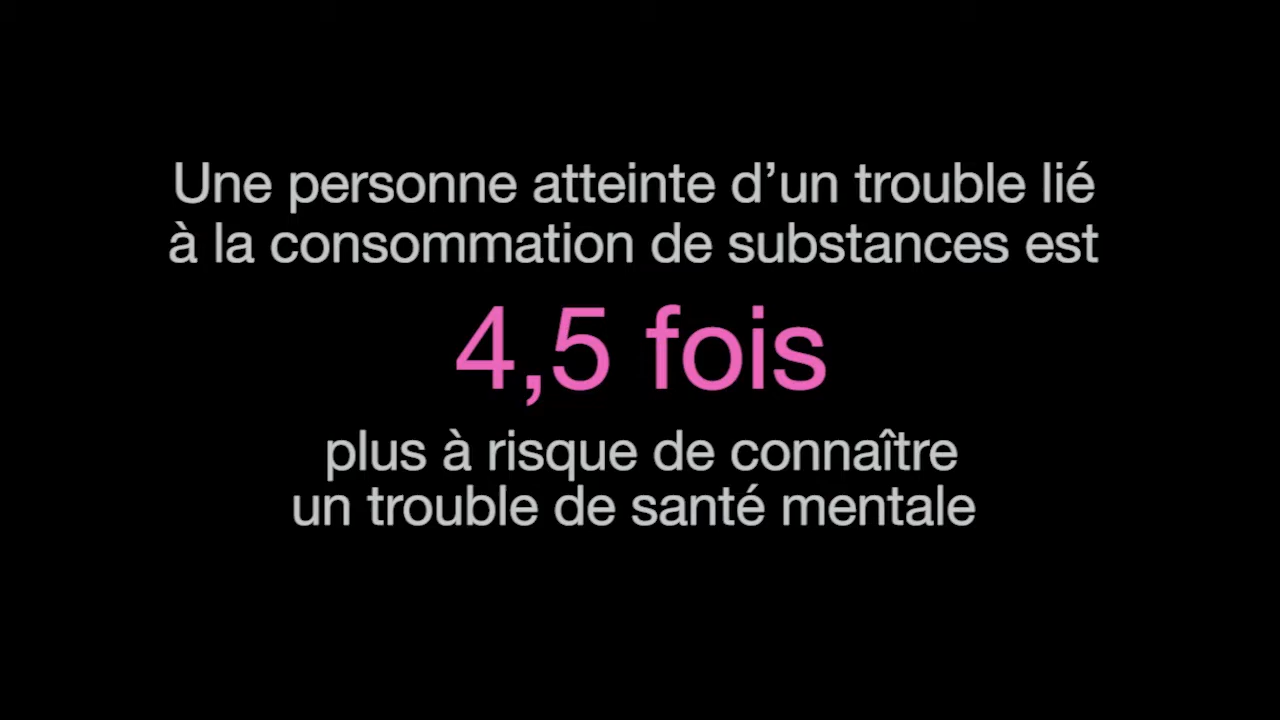 Une personne atteinte d’un trouble lié
à la consommation de substances est
4,5 fois
plus à risque de connaître
un trouble de santé mentale